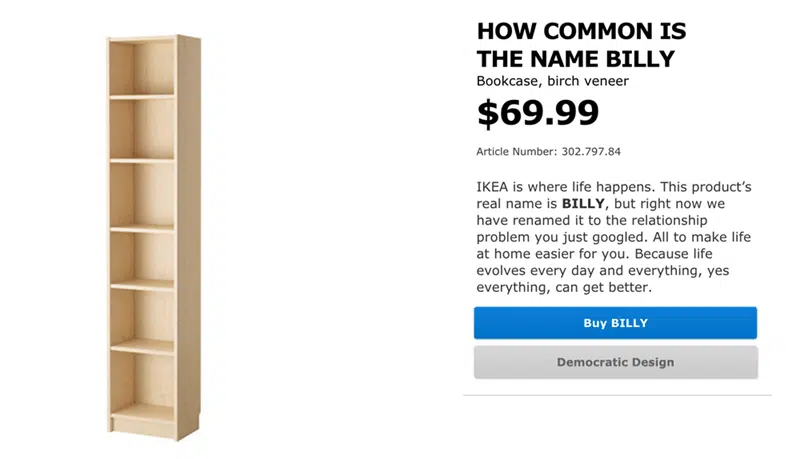 HOW COMMON IS
THE NAME BILLY
Bookcase, birch veneer
$69.99
Article Number: 302.797.84
IKEA is where life happens. This product’s
real name is BILLY, but right now we
have renamed it to the relationship
problem you just googled. All to make life
at home easier for you. Because life
evolves every day and everything, yes
everything, can get better.
Buy BILLY
Democratic Design